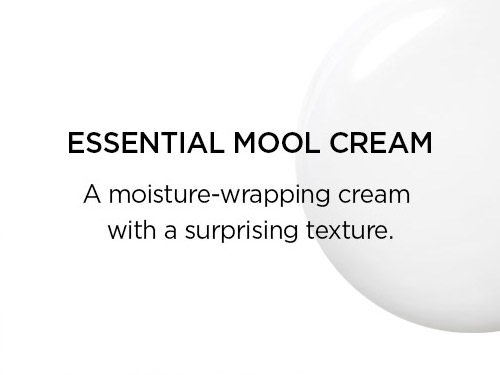 ESSENTIAL MOOL CREAM
A moisture-wrapping cream
with a surprising texture.